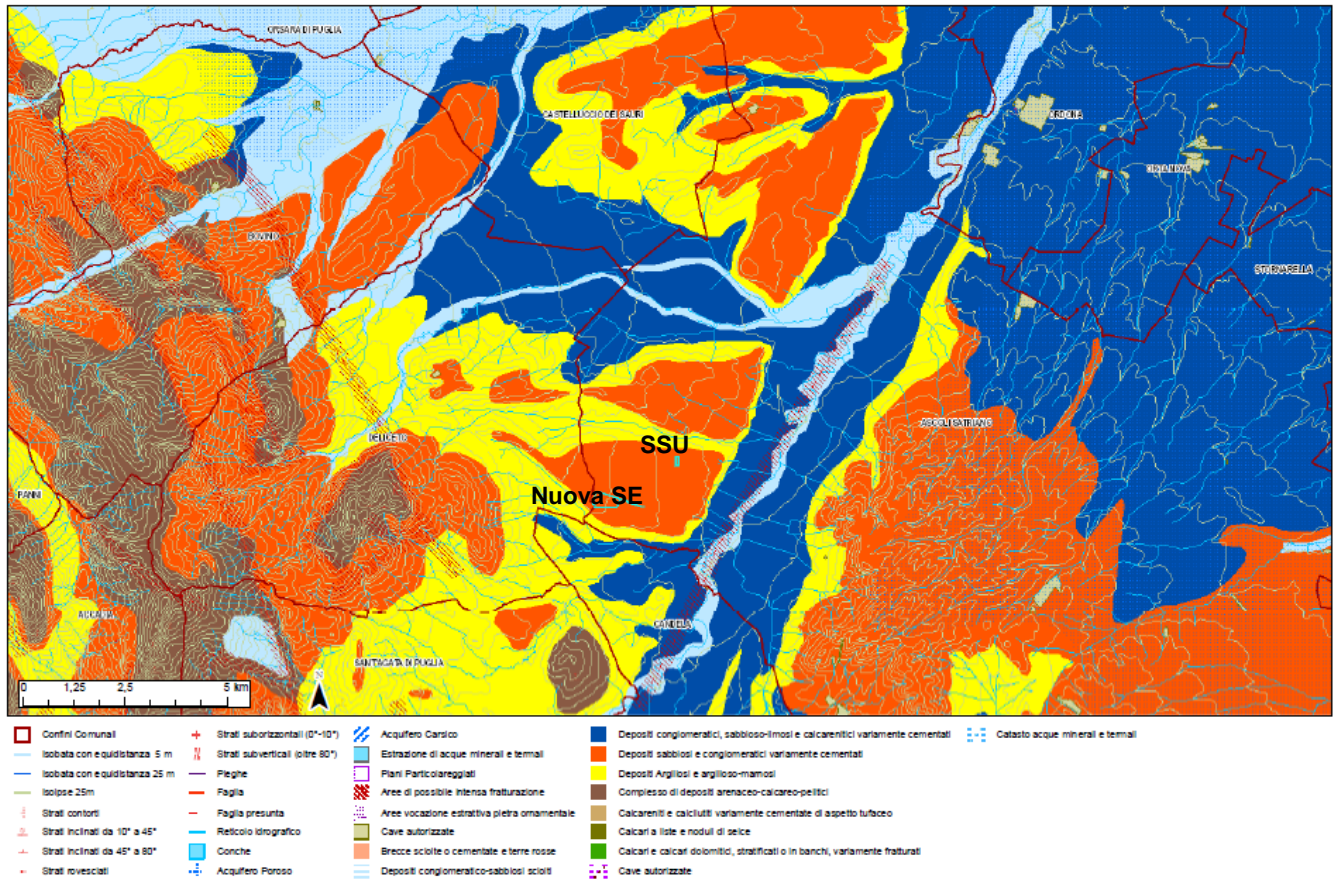 ORSARA DI PUGLIA
CASTELLUCCIO DEI SAURI
ORDONA
ORTA NOVA
BOVINO
STORNARELLA
ASCOLI SATRIANO
DELICETO
SSU
Nuova SE
PANNI
ACCADIA
CANDELA
SANT'AGATA DI PUGLIA
N
0 1,25 2,5 5 km
Confini Comunali
Isobata con equidistanza 5 m
Isobata con equidistanza 25 m
Isoipse 25m
Strati contorti
Strati inclinati da 10° a 45°
Strati inclinati da 45° a 80°
Strati rovesciati
Strati suborizzontali (0°-10°)
Strati subverticali (oltre 80°)
Pieghe
Faglia
Faglia presunta
Reticolo idrografico
Conche
Acquifero Poroso
Acquifero Carsico
Estrazione di acque minerali e termali
Piani Particolareggiati
Aree di possibile intensa fratturazione
Aree vocazione estrattiva pietra ornamentale
Cave autorizzate
Brecce sciolte o cementate e terre rosse
Depositi conglomeratico-sabbiosi sciolti
Depositi conglomeratici, sabbioso-limosi e calcarenitici variamente cementati
Depositi sabbiosi e conglomeratici variamente cementati
Depositi Argillosi e argilloso-marnosi
Complesso di depositi arenaceo-calcareo-pelitici
Calcareniti e calciluti variamente cementate di aspetto tufaceo
Calcari a liste e noduli di selce
Calcari e calcari dolomitici, stratificati o in banchi, variamente fratturati
Cave autorizzate
Catasto acque minerali e termali